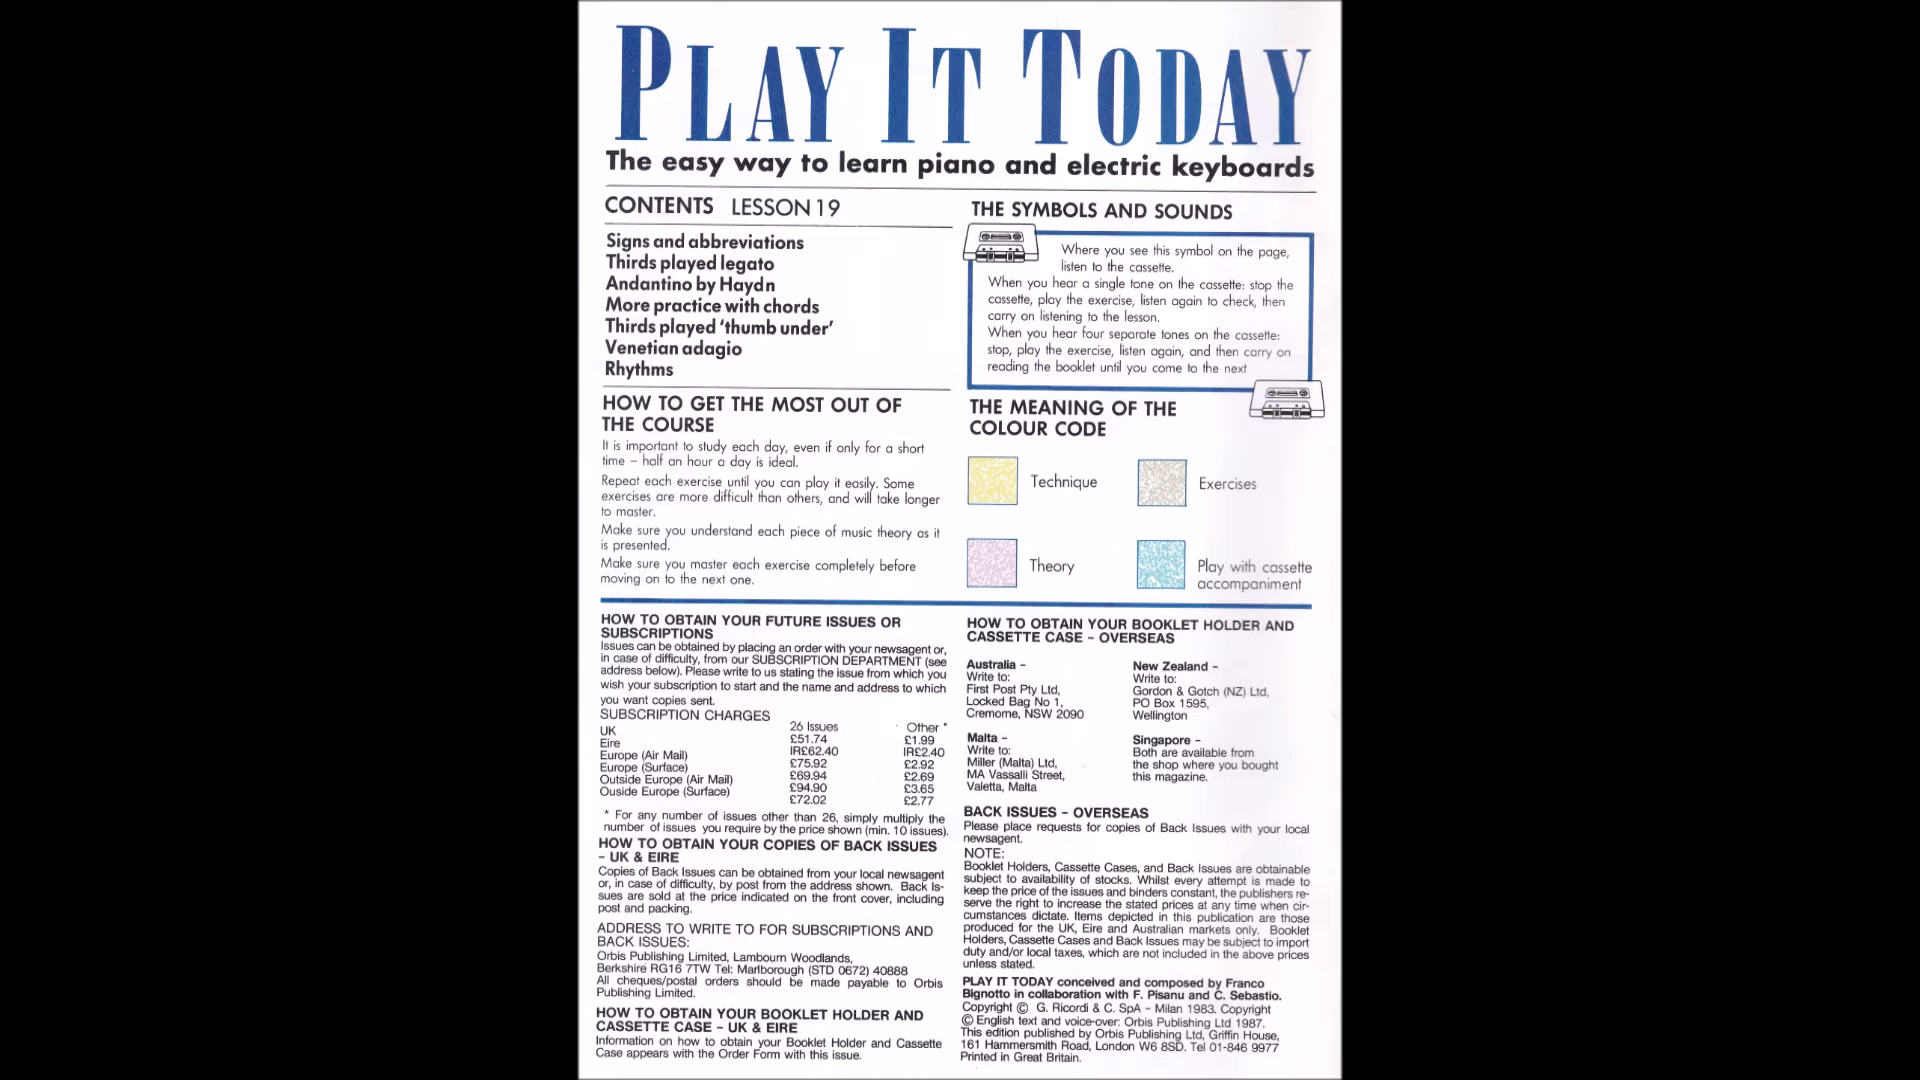 PLAY IT TODAY
The easy way to learn piano and electric keyboards
CONTENTS LESSON 19
Signs and abbreviations
Thirds played legato
Andantino by Haydn
More practice with chords
Thirds played 'thumb under'
Venetian adagio
Rhythms
HOW TO GET THE MOST OUT OF
THE COURSE
It is important to study each day, even if only for a short
time – half an hour a day is ideal.
Repeat each exercise until you can play it easily. Some
exercises are more difficult than others, and will take longer
to master.
Make sure you understand each piece of music theory as it
is presented.
Make sure you master each exercise completely before
moving on to the next one.
THE SYMBOLS AND SOUNDS
Where you see this symbol on the page,
listen to the cassette.
When you hear a single tone on the cassette: stop the
cassette, play the exercise, listen again to check, then
carry on listening to the lesson.
When you hear four separate tones on the cassette:
stop, play the exercise, listen again, and then carry on
reading the booklet until you come to the next
THE MEANING OF THE
COLOUR CODE
Technique
Exercises
Theory
Play with cassette
accompaniment
HOW TO OBTAIN YOUR FUTURE ISSUES OR
SUBSCRIPTIONS
Issues can be obtained by placing an order with your newsagent or,
in case of difficulty, from our SUBSCRIPTION DEPARTMENT (see
address below). Please write to us stating the issue from which you
wish your subscription to start and the name and address to which
you want copies sent.
SUBSCRIPTION CHARGES
26 Issues Other *
UK £51.74 £1.99
Eire IR£62.40 IR£2.40
Europe (Air Mail) £75.92 £2.92
Europe (Surface) £69.94 £2.69
Outside Europe (Air Mail) £94.90 £3.65
Ouside Europe (Surface) £72.02 £2.77
* For any number of issues other than 26, simply multiply the
number of issues you require by the price shown (min. 10 issues).
HOW TO OBTAIN YOUR COPIES OF BACK ISSUES
– UK & EIRE
Copies of Back Issues can be obtained from your local newsagent
or, in case of difficulty, by post from the address shown. Back Is-
sues are sold at the price indicated on the front cover, including
post and packing.
ADDRESS TO WRITE TO FOR SUBSCRIPTIONS AND
BACK ISSUES:
Orbis Publishing Limited, Lambourn Woodlands,
Berkshire RG16 7TW Tel: Marlborough (STD 0672) 40888
All cheques/postal orders should be made payable to Orbis
Publishing Limited.
HOW TO OBTAIN YOUR BOOKLET HOLDER AND
CASSETTE CASE – UK & EIRE
Information on how to obtain your Booklet Holder and Cassette
Case appears with the Order Form with this issue.
HOW TO OBTAIN YOUR BOOKLET HOLDER AND
CASSETTE CASE – OVERSEAS
Australia –
Write to:
First Post Pty Ltd,
Locked Bag No 1,
Cremorne, NSW 2090
New Zealand –
Write to:
Gordon & Gotch (NZ) Ltd,
PO Box 1595,
Wellington
Malta –
Write to:
Miller (Malta) Ltd,
MA Vassalli Street,
Valetta, Malta
Singapore –
Both are available from
the shop where you bought
this magazine.
BACK ISSUES – OVERSEAS
Please place requests for copies of Back Issues with your local
newsagent.
NOTE:
Booklet Holders, Cassette Cases, and Back Issues are obtainable
subject to availability of stocks. Whilst every attempt is made to
keep the price of the issues and binders constant, the publishers re-
serve the right to increase the stated prices at any time when cir-
cumstances dictate. Items depicted in this publication are those
produced for the UK, Eire and Australian markets only. Booklet
Holders, Cassette Cases and Back Issues may be subject to import
duty and/or local taxes, which are not included in the above prices
unless stated.
PLAY IT TODAY conceived and composed by Franco
Bignotto in collaboration with F. Pisanu and C. Sebastio.
Copyright © G. Ricordi & C. SpA – Milan 1983. Copyright
© English text and voice-over: Orbis Publishing Ltd 1987.
This edition published by Orbis Publishing Ltd, Griffin House,
161 Hammersmith Road, London W6 8SD. Tel 01-846 9977
Printed in Great Britain.